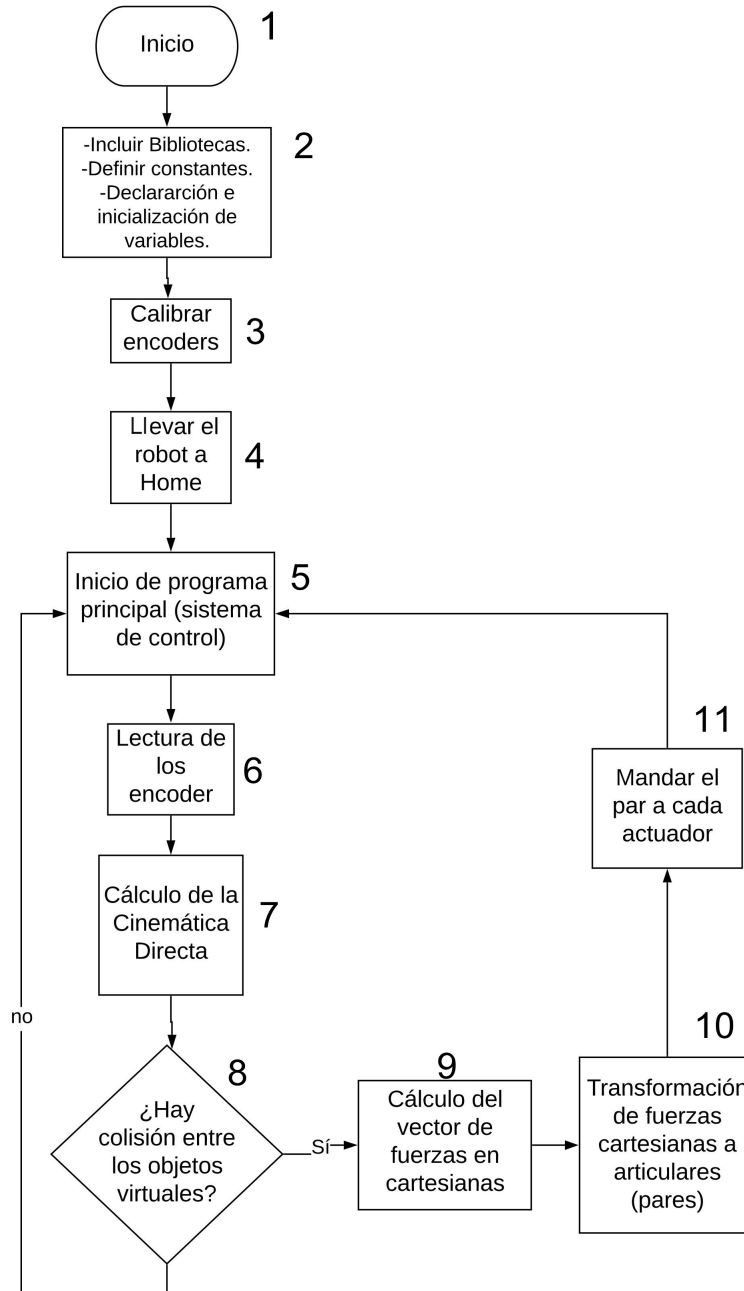 Inicio
1
-Incluir Bibliotecas.
-Definir constantes.
-Declararción e
inicialización de
variables.
2
Calibrar
encoders
3
Llevar el
robot a
Home
4
Inicio de programa
principal (sistema
de control)
5
Lectura de
los
encoder
6
Cálculo de la
Cinemática
Directa
7
¿Hay
colisión entre
los objetos
virtuales?
8
no
Sí
9
Cálculo del
vector de
fuerzas en
cartesianas
10
Transformación
de fuerzas
cartesianas a
articulares
(pares)
11
Mandar el
par a cada
actuador